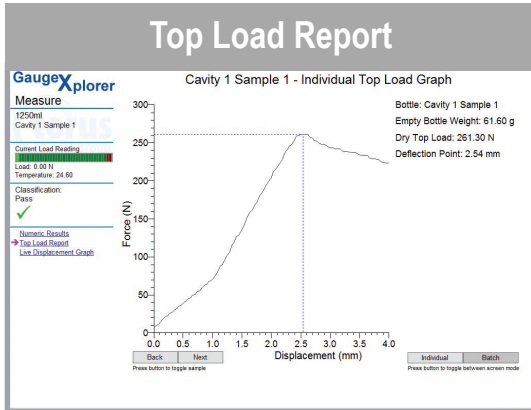 Top Load Report
GaugeXplorer
Measure
1250ml
Cavity 1 Sample 1
Current Load Reading
Load: 0.00 N
Temperature: 24.60
Classification:
Pass
Numeric Results
Top Load Report
Live Displacement Graph
Cavity 1 Sample 1 - Individual Top Load Graph
Force (N)
300
250
200
150
100
50
0
0.0 0.5 1.0 1.5 2.0 2.5 3.0 3.5 4.0
Displacement (mm)
Bottle: Cavity 1 Sample 1
Empty Bottle Weight: 61.60 g
Dry Top Load: 261.30 N
Deflection Point: 2.54 mm
Back Next
Press button to toggle sample
Individual Batch
Press button to toggle between screen mode